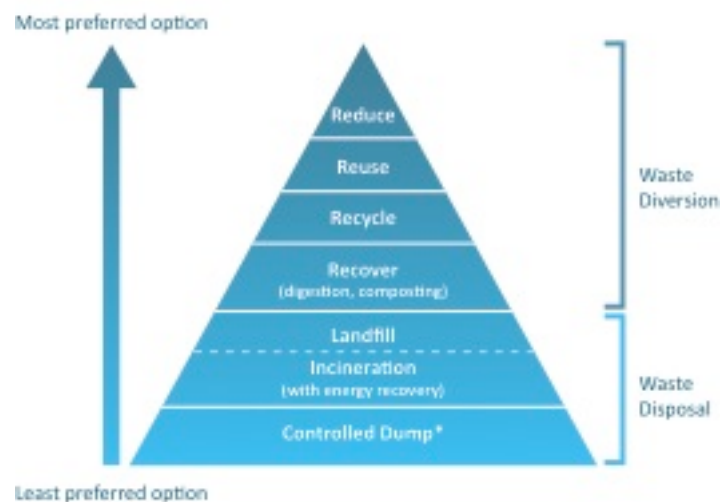 Most preferred option
Reduce
Reuse
Recycle
Recover
(digestion, composting)
Waste
Diversion
Landfill
Incineration
(with energy recovery)
Controlled Dump*
Waste
Disposal
Least preferred option